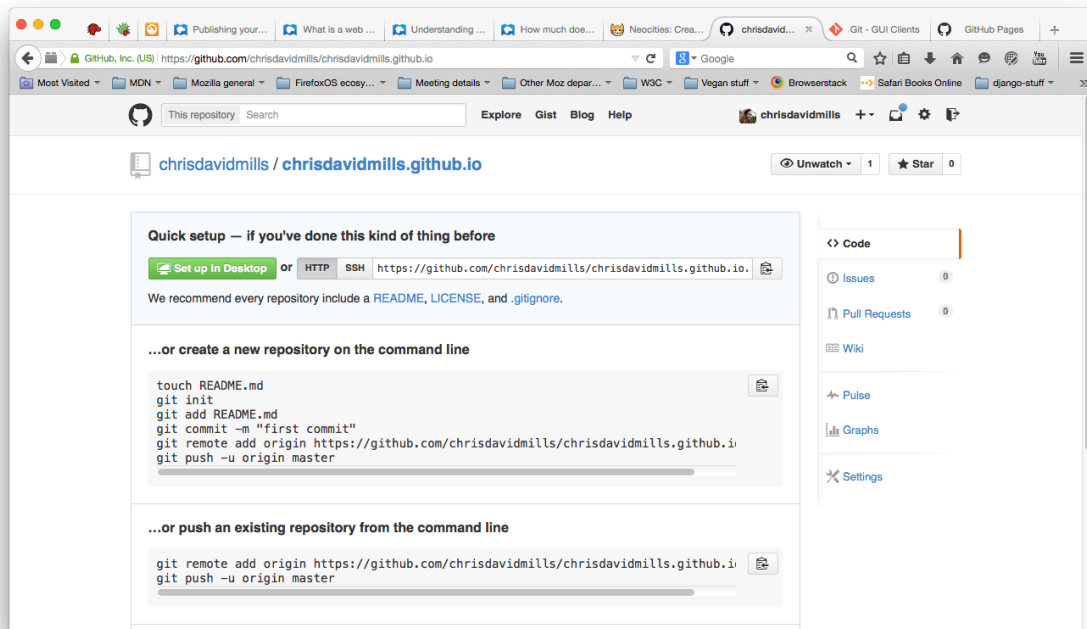 Publishing your...
What is a web ...
Understanding ...
How much doe...
Neocities: Crea...
chrisdavid...
Git - GUI Clients
GitHub Pages
GitHub, Inc. (US)
https://github.com/chrisdavidmills/chrisdavidmills.github.io
Google
Most Visited
MDN
Mozilla general
FirefoxOS ecosy...
Meeting details
Other Moz depar...
W3C
Vegan stuff
Browserstack
Safari Books Online
django-stuff
This repository
Search
Explore
Gist
Blog
Help
chrisdavidmills
chrisdavidmills / chrisdavidmills.github.io
Unwatch
1
Star
0
Quick setup — if you've done this kind of thing before
Set up in Desktop
or
HTTP
SSH
https://github.com/chrisdavidmills/chrisdavidmills.github.io.
We recommend every repository include a README, LICENSE, and .gitignore.
…or create a new repository on the command line
touch README.md
git init
git add README.md
git commit -m "first commit"
git remote add origin https://github.com/chrisdavidmills/chrisdavidmills.github.io
git push -u origin master
…or push an existing repository from the command line
git remote add origin https://github.com/chrisdavidmills/chrisdavidmills.github.io
git push -u origin master
Code
Issues
0
Pull Requests
0
Wiki
Pulse
Graphs
Settings